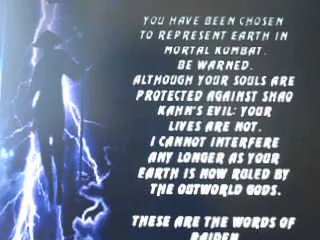 YOU HAVE BEEN CHOSEN
TO REPRESENT EARTH IN
MORTAL KOMBAT.
BE WARNED.
ALTHOUGH YOUR SOULS ARE
PROTECTED AGAINST SHAO
KAHN'S EVIL: YOUR
LIVES ARE NOT.
I CANNOT INTERFERE
ANY LONGER AS YOUR
EARTH IS NOW RULED BY
THE OUTWORLD GODS.
THESE ARE THE WORDS OF
RAIDEN